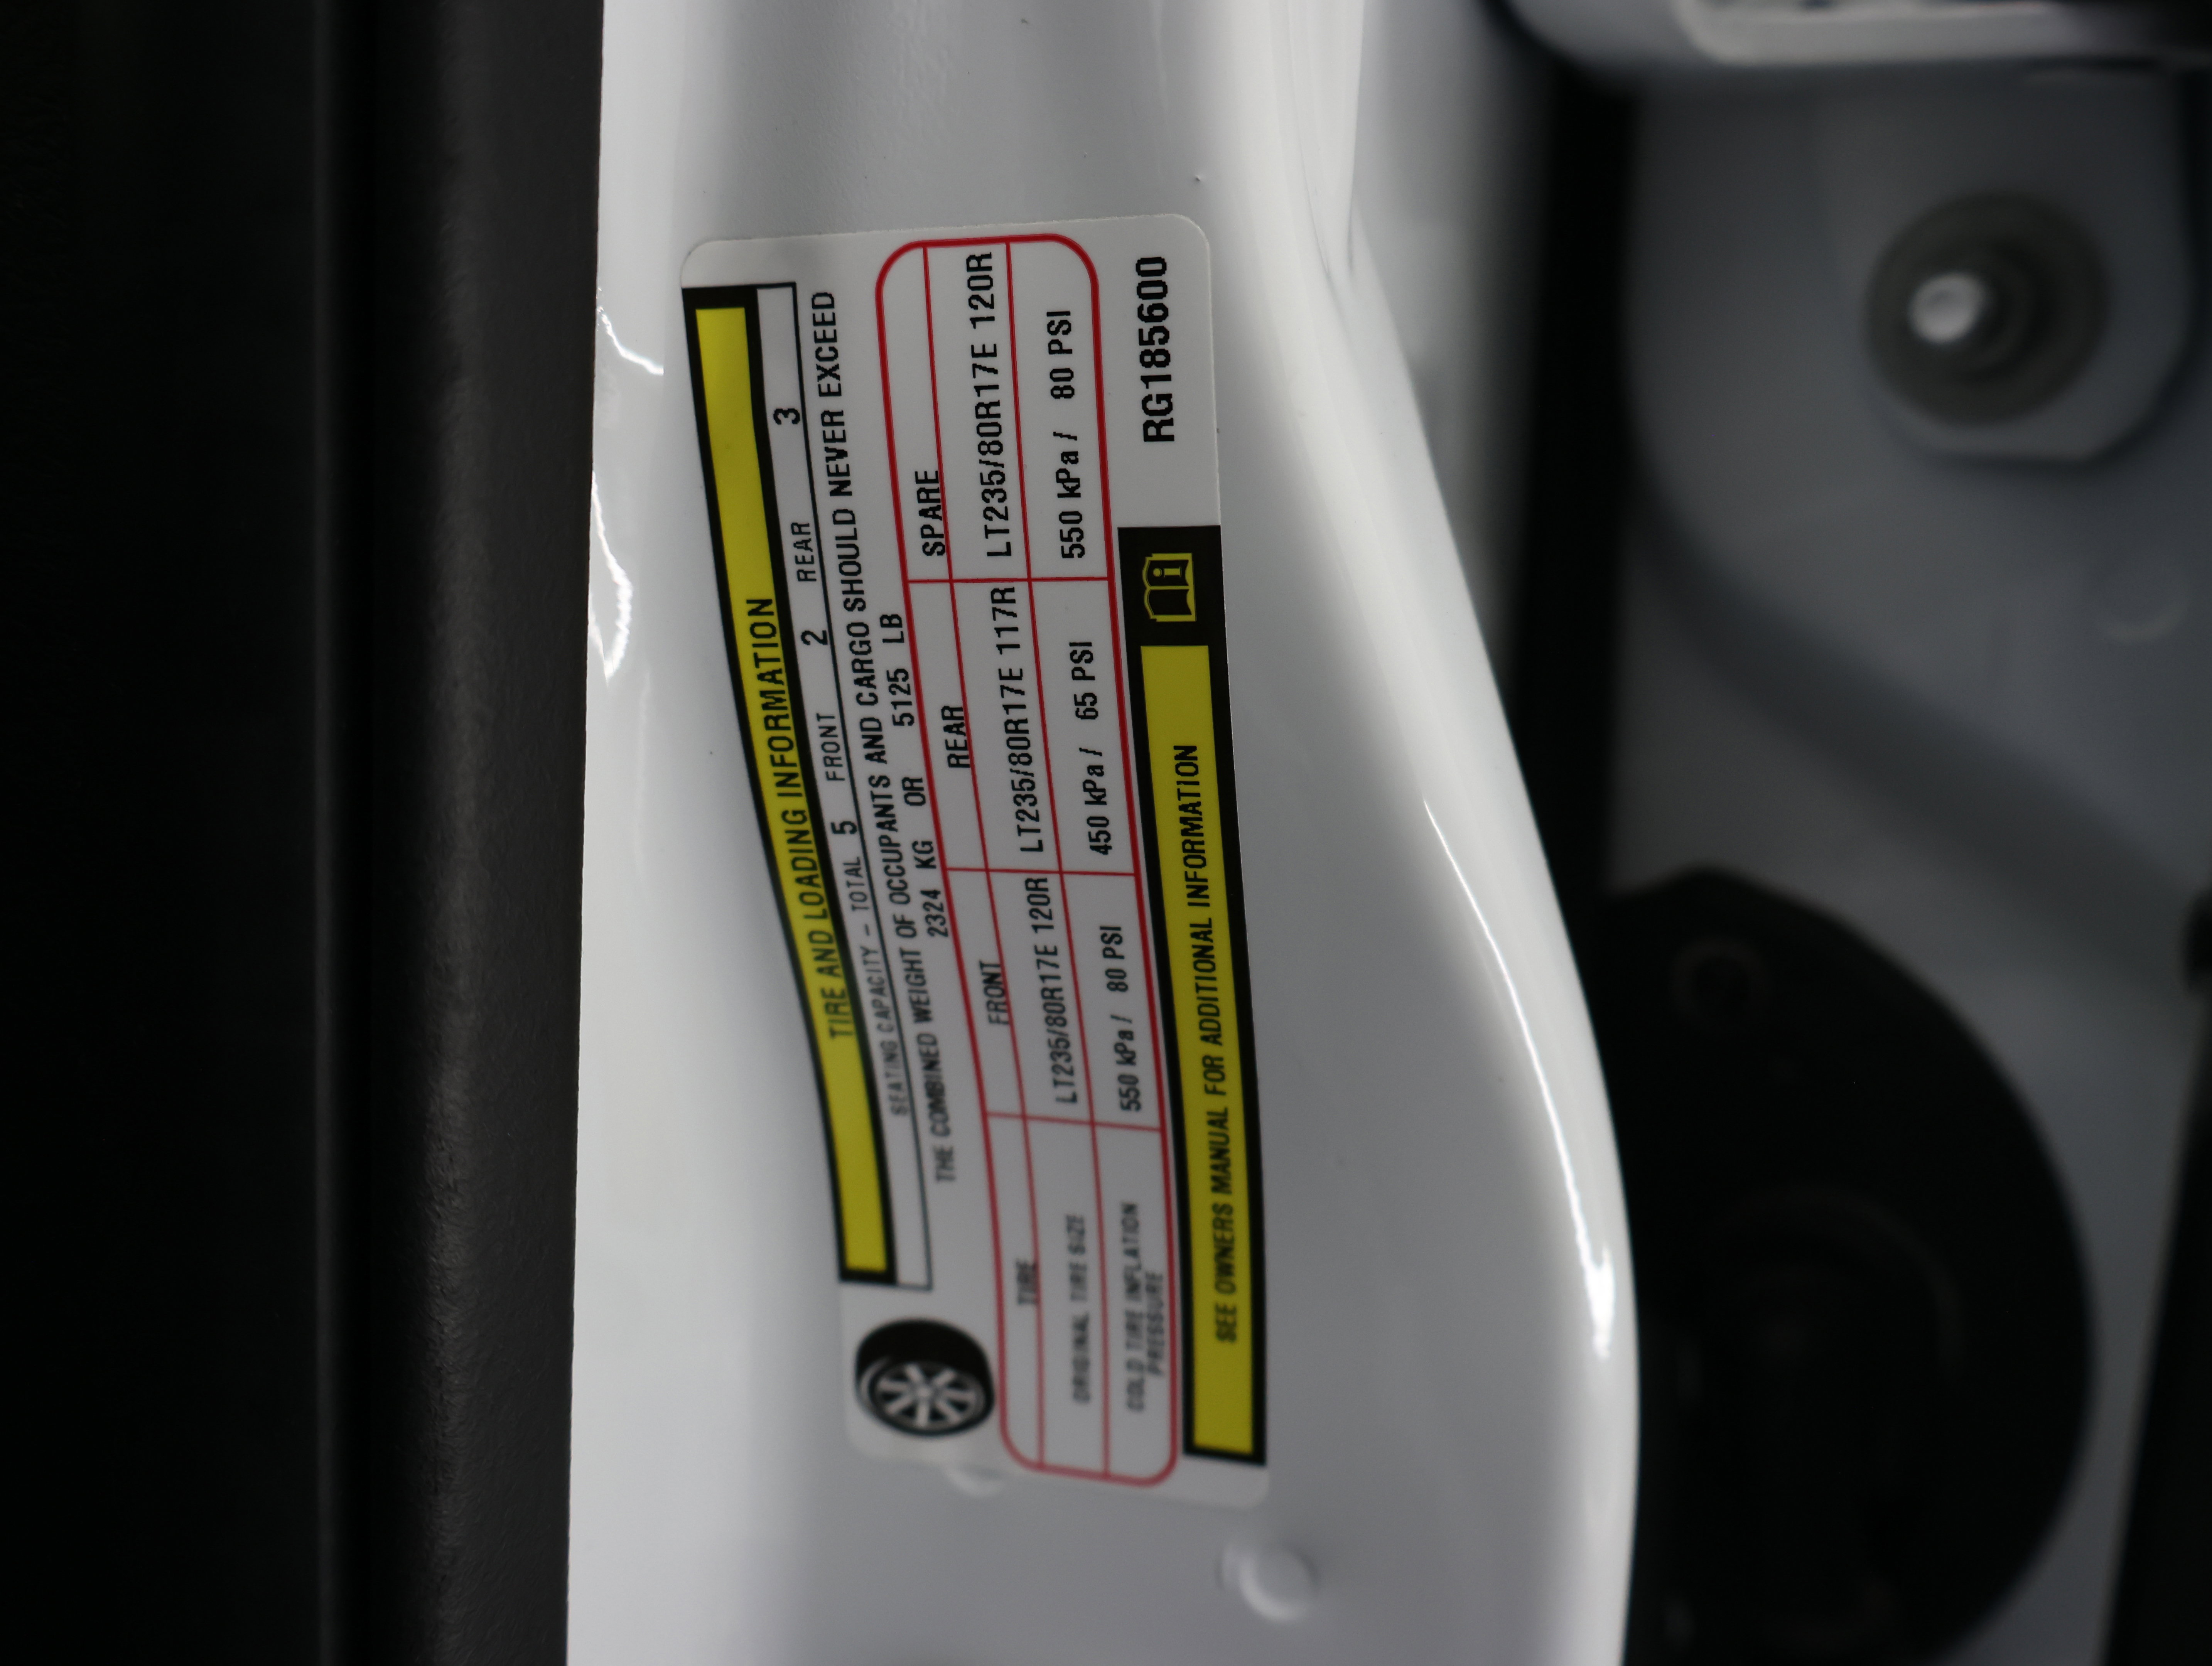 TIRE AND LOADING INFORMATION
SEATING CAPACITY - TOTAL 5 FRONT 2 REAR 3
THE COMBINED WEIGHT OF OCCUPANTS AND CARGO SHOULD NEVER EXCEED
2324 KG OR 5125 LB
TIRE FRONT REAR SPARE
ORIGINAL TIRE SIZE LT235/80R17E 120R LT235/80R17E 117R LT235/80R17E 120R
COLD TIRE INFLATION PRESSURE 550 kPa / 80 PSI 450 kPa / 65 PSI 550 kPa / 80 PSI
SEE OWNERS MANUAL FOR ADDITIONAL INFORMATION
RG185600